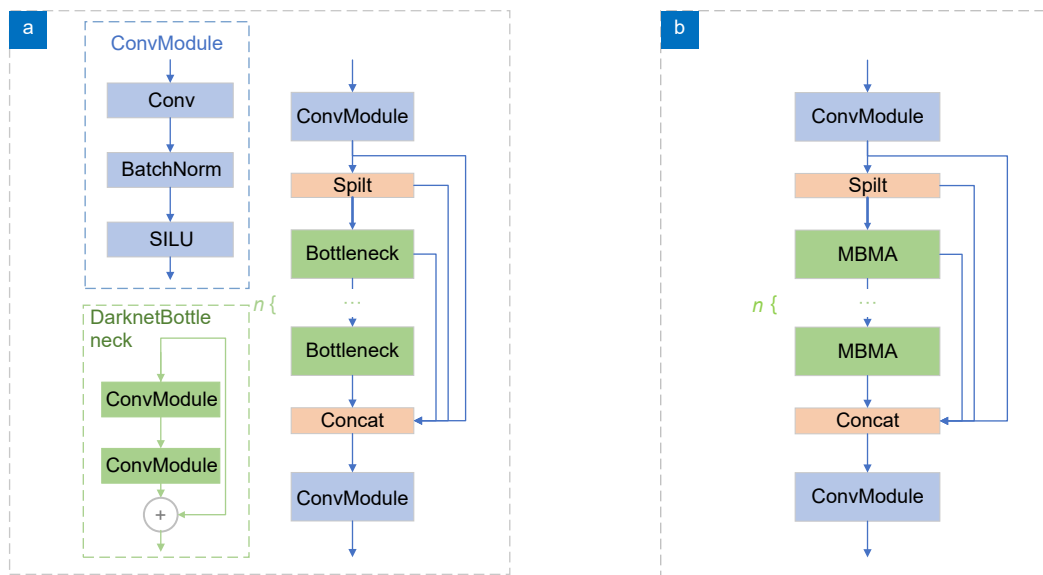 a
ConvModule
Conv
BatchNorm
SILU
DarknetBottle
neck
ConvModule
ConvModule
+
n {
ConvModule
Spilt
Bottleneck
...
Bottleneck
Concat
ConvModule
b
n {
ConvModule
Spilt
MBMA
...
MBMA
Concat
ConvModule